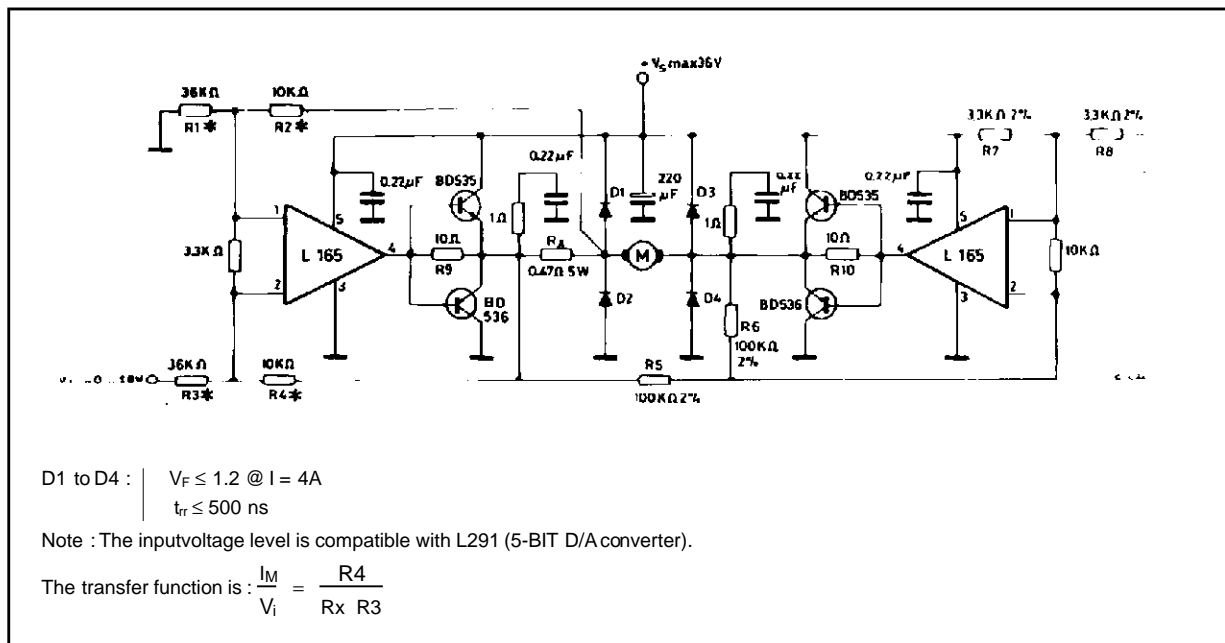 + Vs max36V
36KΩ
10KΩ
R1*
R2*
3.3KΩ 2%
R7
3.3KΩ 2%
R8
0.22µF
BD535
0.22µF
1Ω
D1
220 µF
D3
1Ω
BD535
0.22µF
1
5
L 165
4
3.3KΩ
2
3
10Ω
R9
BD 536
0.47Ω 5W
M
D2
D4
10Ω
R10
BD536
4
5
1
L 165
3
2
10KΩ
R6
100KΩ
2%
36KΩ
R3*
10KΩ
R4*
R5
100KΩ 2%
D1 to D4 :
VF ≤ 1.2 @ I = 4A
trr ≤ 500 ns
Note : The inputvoltage level is compatible with L291 (5-BIT D/A converter).
The transfer function is : IM / Vi = R4 / Rx R3